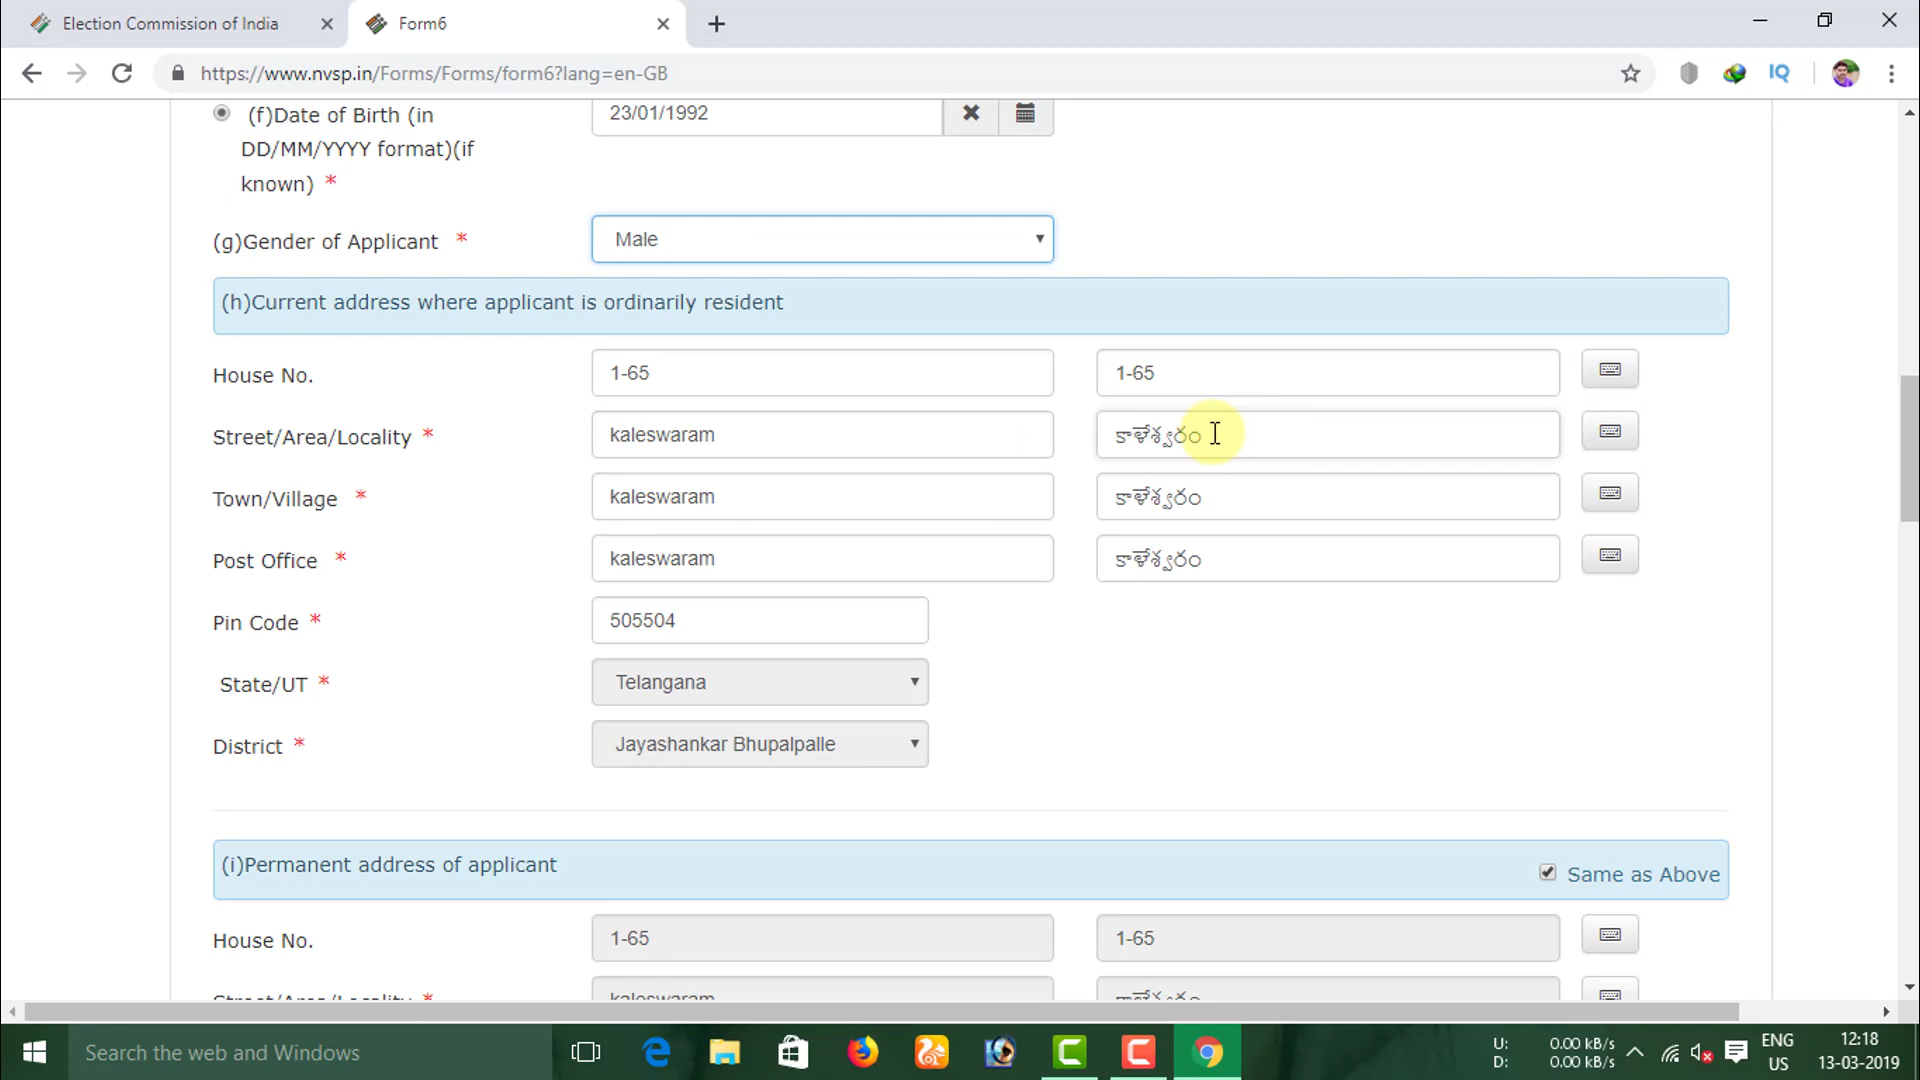 Election Commission of India
Form6
https://www.nvsp.in/Forms/Forms/form6?lang=en-GB
IQ
(f)Date of Birth (in
DD/MM/YYYY format)(if
known) *
23/01/1992
(g)Gender of Applicant *
Male
(h)Current address where applicant is ordinarily resident
House No.
1-65
1-65
Street/Area/Locality *
kaleswaram
కాళేశ్వరం
Town/Village *
kaleswaram
కాళేశ్వరం
Post Office *
kaleswaram
కాళేశ్వరం
Pin Code *
505504
State/UT *
Telangana
District *
Jayashankar Bhupalpalle
(i)Permanent address of applicant
Same as Above
House No.
1-65
1-65
Street/Area/Locality *
kaleswaram
కాళేశ్వరం
Search the web and Windows
U: 0.00 kB/s
D: 0.00 kB/s
ENG
US
12:18
13-03-2019